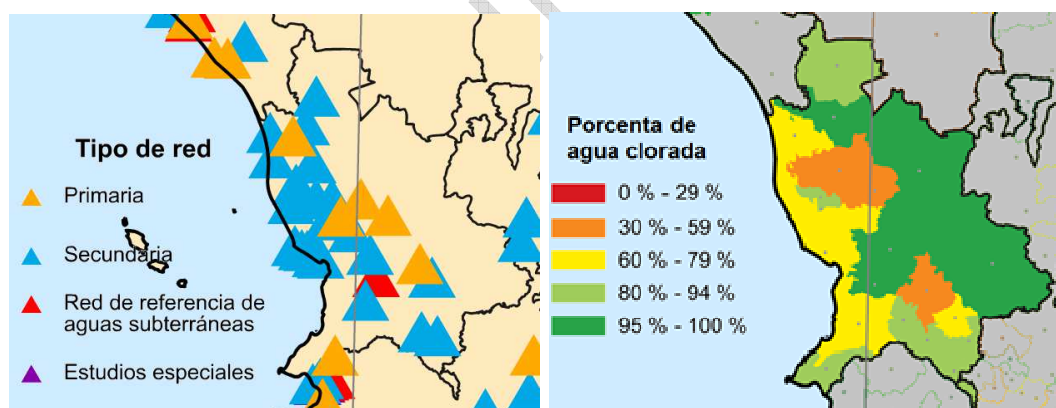 Tipo de red
Primaria
Secundaria
Red de referencia de
aguas subterráneas
Estudios especiales
Porcenta de
agua clorada
0 % - 29 %
30 % - 59 %
60 % - 79 %
80 % - 94 %
95 % - 100 %